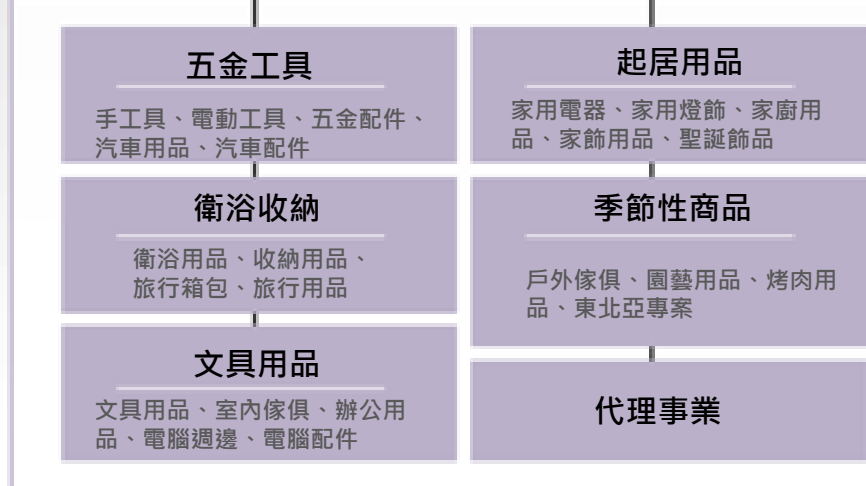 五金工具
手工具、電動工具、五金配件、
汽車用品、汽車配件
衛浴收納
衛浴用品、收納用品、
旅行箱包、旅行用品
文具用品
文具用品、室內傢俱、辦公用
品、電腦週邊、電腦配件
起居用品
家用電器、家用燈飾、家廚用
品、家飾用品、聖誕飾品
季節性商品
戶外傢俱、園藝用品、烤肉用
品、東北亞專案
代理事業